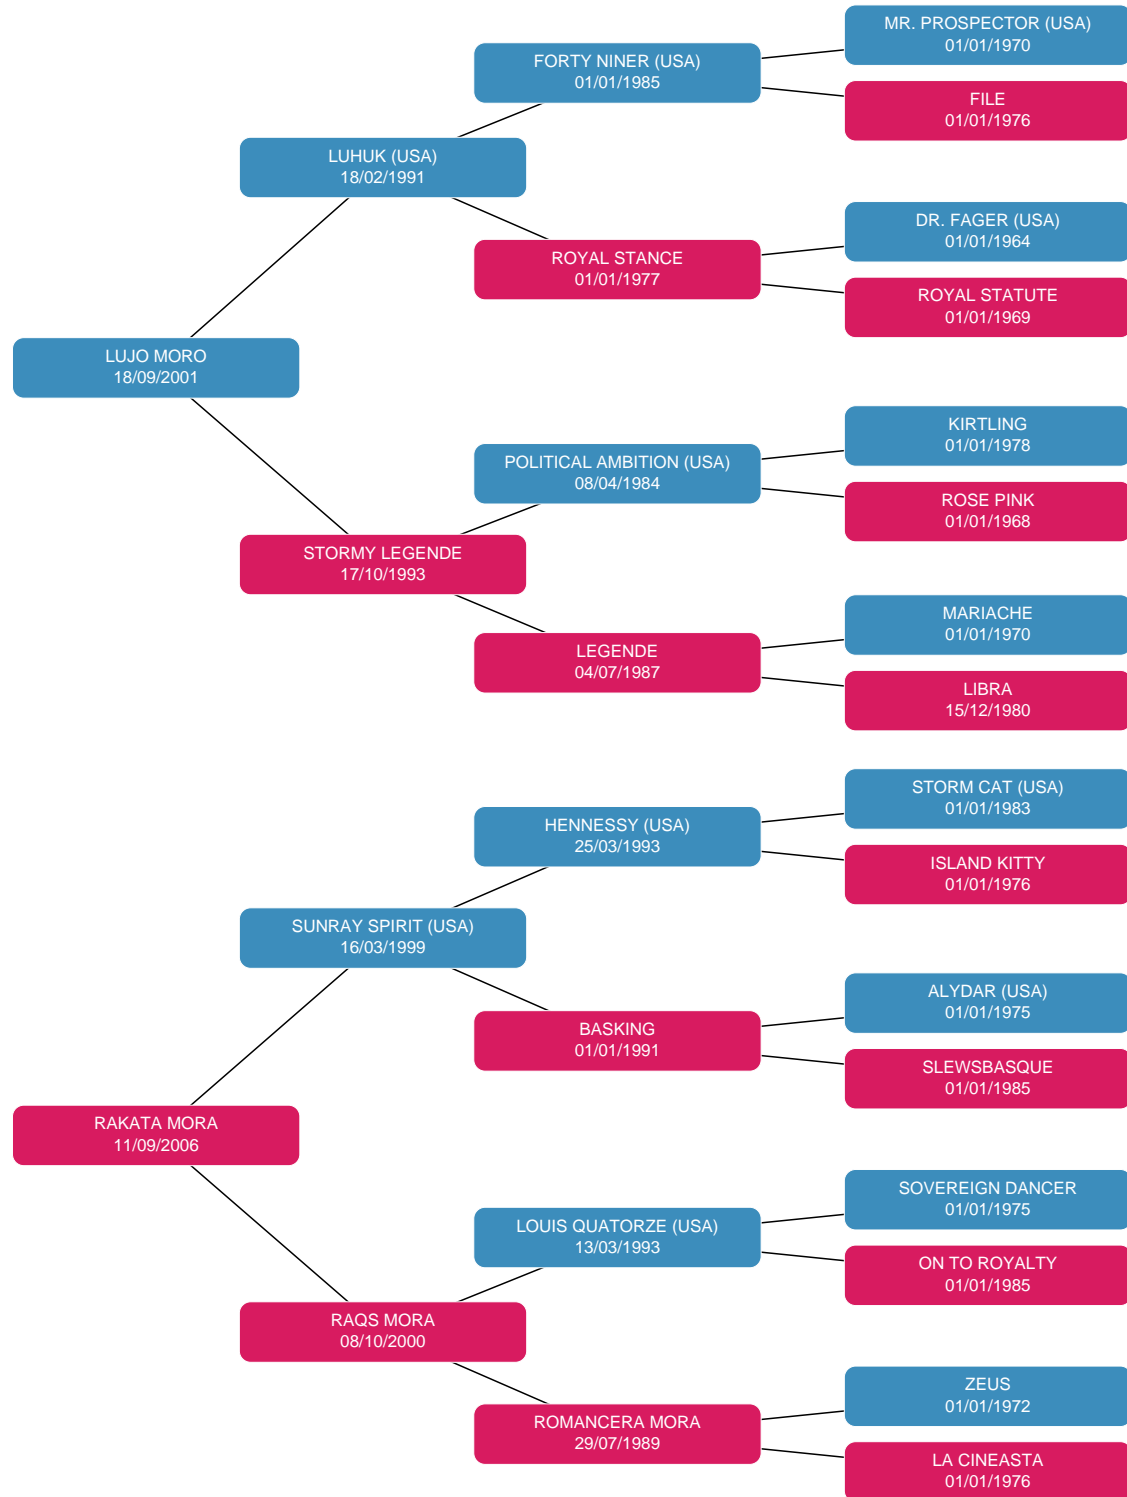 MR. PROSPECTOR (USA)
01/01/1970
FORTY NINER (USA)
01/01/1985
FILE
01/01/1976
LUHUK (USA)
18/02/1991
DR. FAGER (USA)
01/01/1964
ROYAL STANCE
01/01/1977
ROYAL STATUTE
01/01/1969
LUJO MORO
18/09/2001
KIRTLING
01/01/1978
POLITICAL AMBITION (USA)
08/04/1984
ROSE PINK
01/01/1968
STORMY LEGENDE
17/10/1993
MARIACHE
01/01/1970
LEGENDE
04/07/1987
LIBRA
15/12/1980
STORM CAT (USA)
01/01/1983
HENNESSY (USA)
25/03/1993
ISLAND KITTY
01/01/1976
SUNRAY SPIRIT (USA)
16/03/1999
ALYDAR (USA)
01/01/1975
BASKING
01/01/1991
SLEWSBASQUE
01/01/1985
RAKATA MORA
11/09/2006
SOVEREIGN DANCER
01/01/1975
LOUIS QUATORZE (USA)
13/03/1993
ON TO ROYALTY
01/01/1985
RAQS MORA
08/10/2000
ZEUS
01/01/1972
ROMANCERA MORA
29/07/1989
LA CINEASTA
01/01/1976